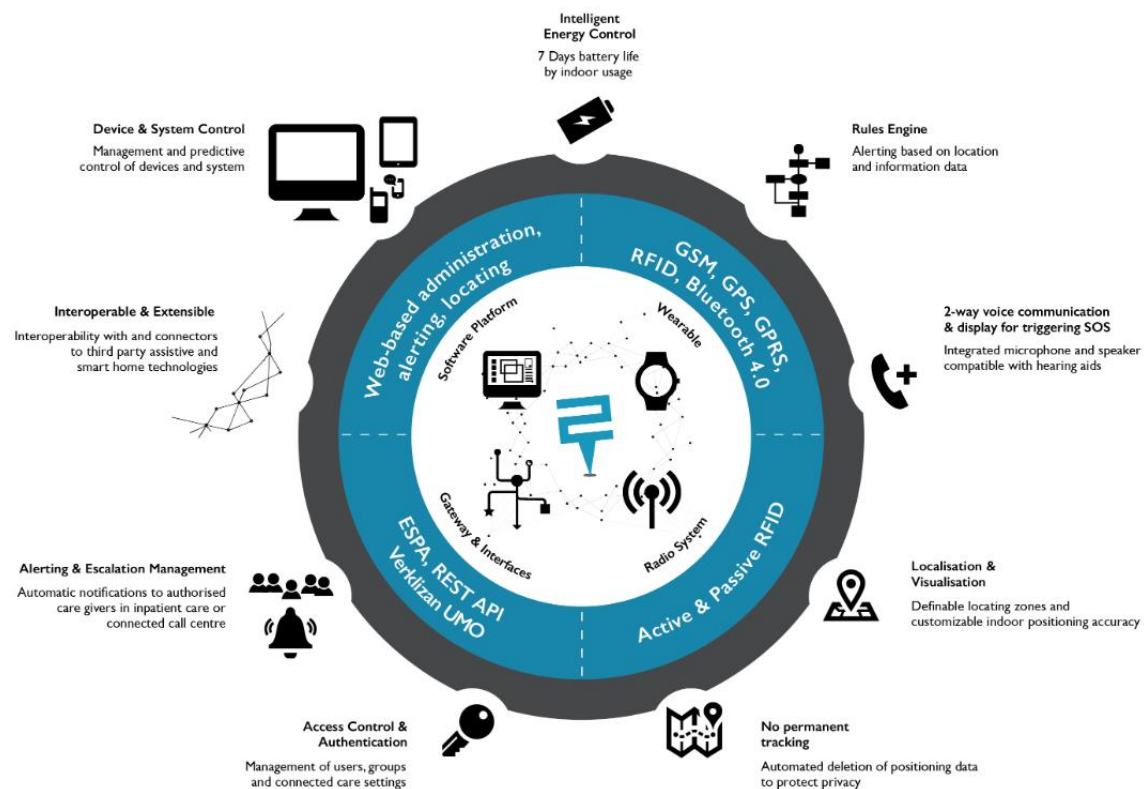 Intelligent
Energy Control
7 Days battery life
by indoor usage
Device & System Control
Management and predictive
control of devices and system
Rules Engine
Alerting based on location
and information data
Interoperable & Extensible
Interoperability with and connectors
to third party assistive and
smart home technologies
2-way voice communication
& display for triggering SOS
Integrated microphone and speaker
compatible with hearing aids
Web-based administration,
alerting, locating
GSM, GPS, GPRS,
RFID, Bluetooth 4.0
Software Platform
Wearable
Gateway & Interfaces
Radio System
ESPA, REST API
Verklizan UMO
Active & Passive RFID
Alerting & Escalation Management
Automatic notifications to authorised
care givers in inpatient care or
connected call centre
Localisation &
Visualisation
Definable locating zones and
customizable indoor positioning accuracy
Access Control &
Authentication
Management of users, groups
and connected care settings
No permanent
tracking
Automated deletion of positioning data
to protect privacy